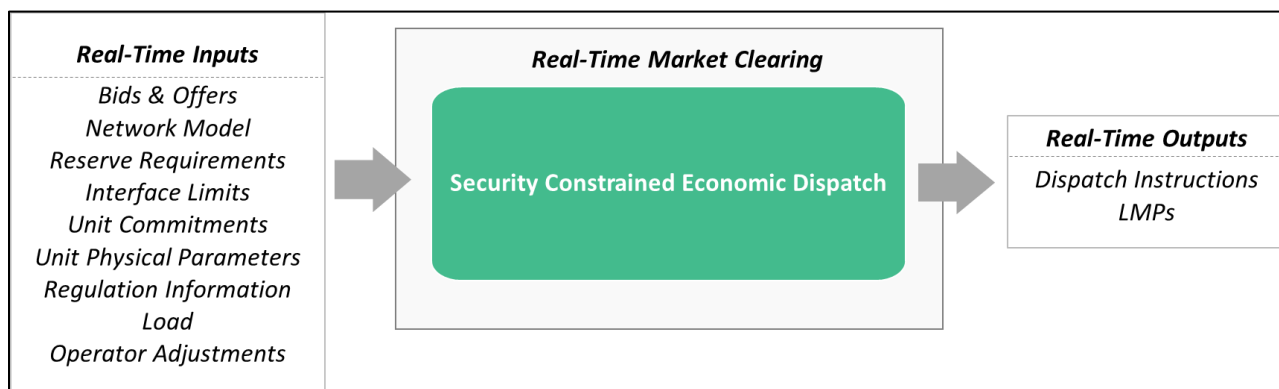 Real-Time Inputs
Bids & Offers
Network Model
Reserve Requirements
Interface Limits
Unit Commitments
Unit Physical Parameters
Regulation Information
Load
Operator Adjustments
Real-Time Market Clearing
Security Constrained Economic Dispatch
Real-Time Outputs
Dispatch Instructions
LMPs